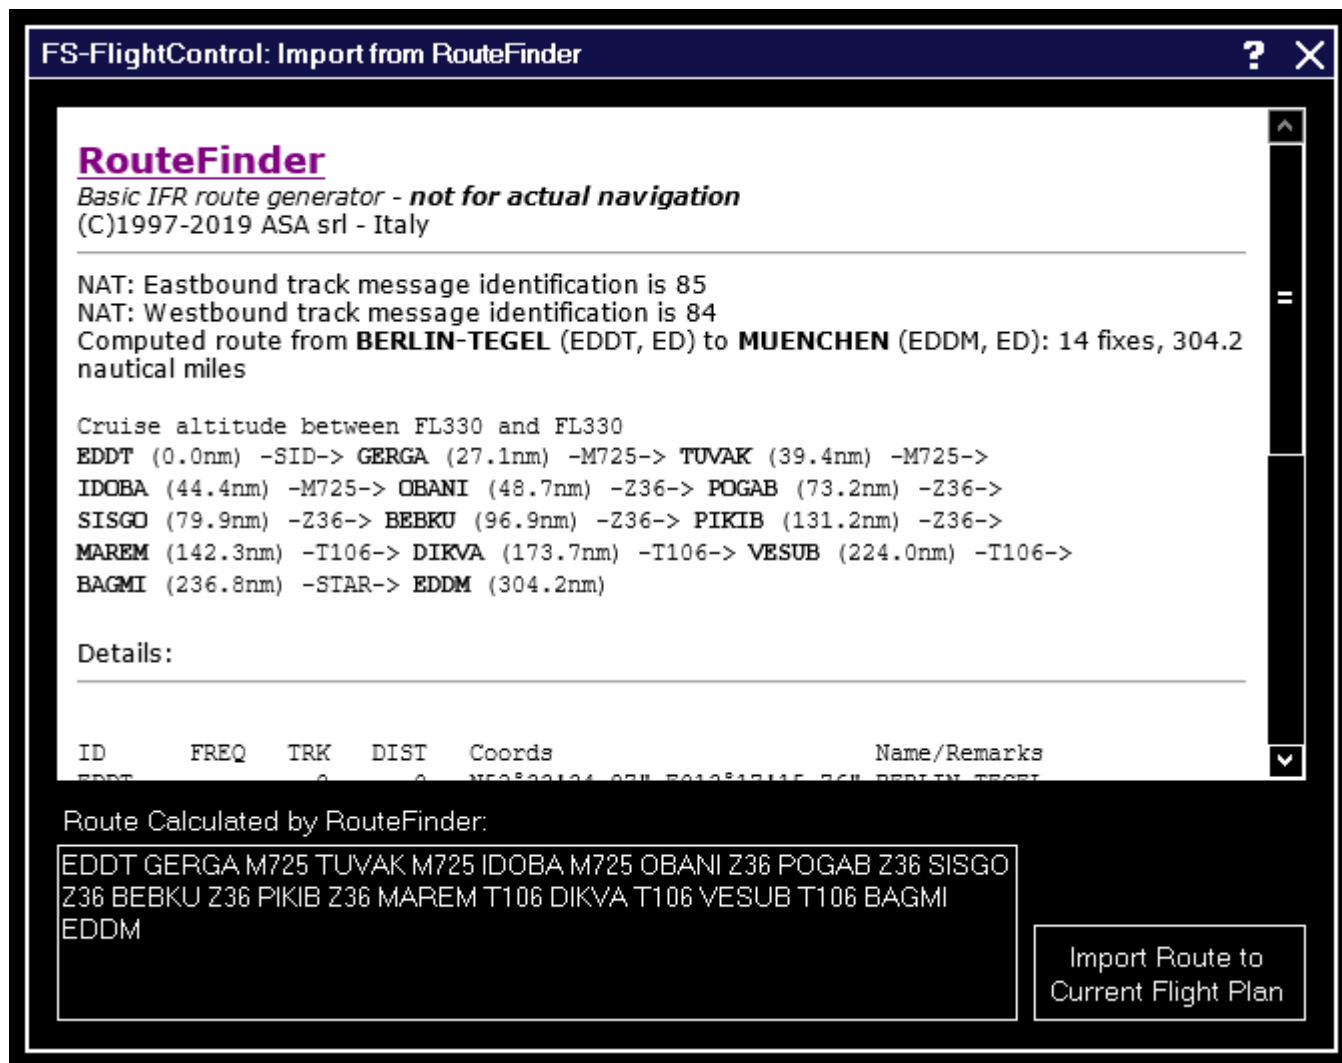 FS-FlightControl: Import from RouteFinder
RouteFinder
Basic IFR route generator - not for actual navigation
(C)1997-2019 ASA srl - Italy
NAT: Eastbound track message identification is 85
NAT: Westbound track message identification is 84
Computed route from BERLIN-TEGEL (EDDT, ED) to MUENCHEN (EDDM, ED): 14 fixes, 304.2
nautical miles
Cruise altitude between FL330 and FL330
EDDT (0.0nm) -SID-> GERGA (27.1nm) -M725-> TUVAK (39.4nm) -M725->
IDOBA (44.4nm) -M725-> OBANI (48.7nm) -Z36-> POGAB (73.2nm) -Z36->
SISGO (79.9nm) -Z36-> BEBKU (96.9nm) -Z36-> PIKIB (131.2nm) -Z36->
MAREM (142.3nm) -T106-> DIKVA (173.7nm) -T106-> VESUB (224.0nm) -T106->
BAGMI (236.8nm) -STAR-> EDDM (304.2nm)
Details:
ID FREQ TRK DIST Coords Name/Remarks
Route Calculated by RouteFinder:
EDDT GERGA M725 TUVAK M725 IDOBA M725 OBANI Z36 POGAB Z36 SISGO
Z36 BEBKU Z36 PIKIB Z36 MAREM T106 DIKVA T106 VESUB T106 BAGMI
EDDM
Import Route to
Current Flight Plan